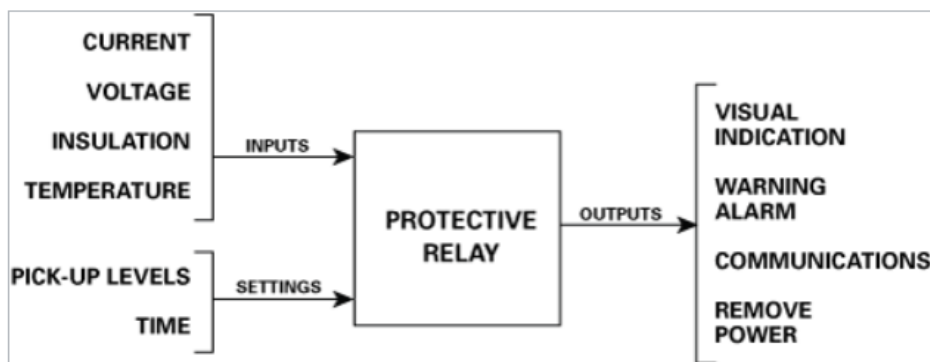 CURRENT
VOLTAGE
INSULATION
TEMPERATURE
INPUTS
PICK-UP LEVELS
TIME
SETTINGS
PROTECTIVE
RELAY
OUTPUTS
VISUAL
INDICATION
WARNING
ALARM
COMMUNICATIONS
REMOVE
POWER